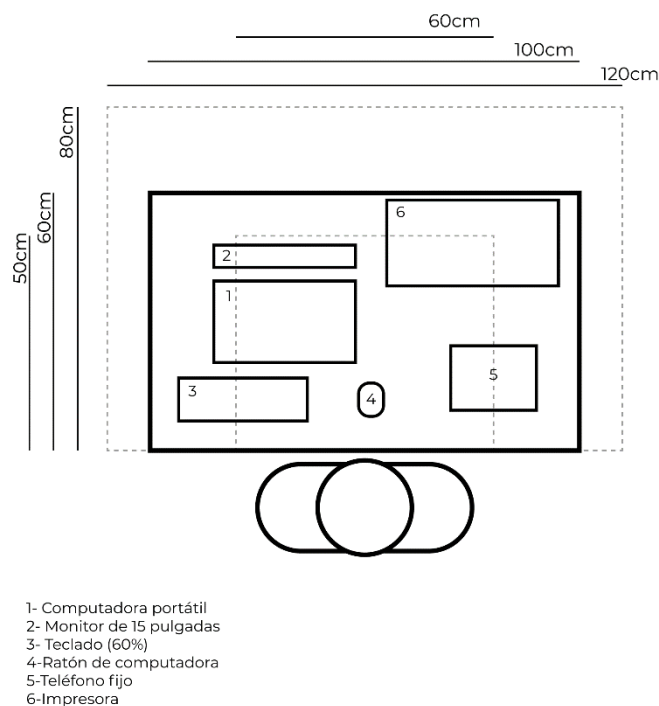 60cm
100cm
120cm
80cm
60cm
50cm
6
2
1
5
3
4
1- Computadora portátil
2- Monitor de 15 pulgadas
3- Teclado (60%)
4-Ratón de computadora
5-Teléfono fijo
6-Impresora